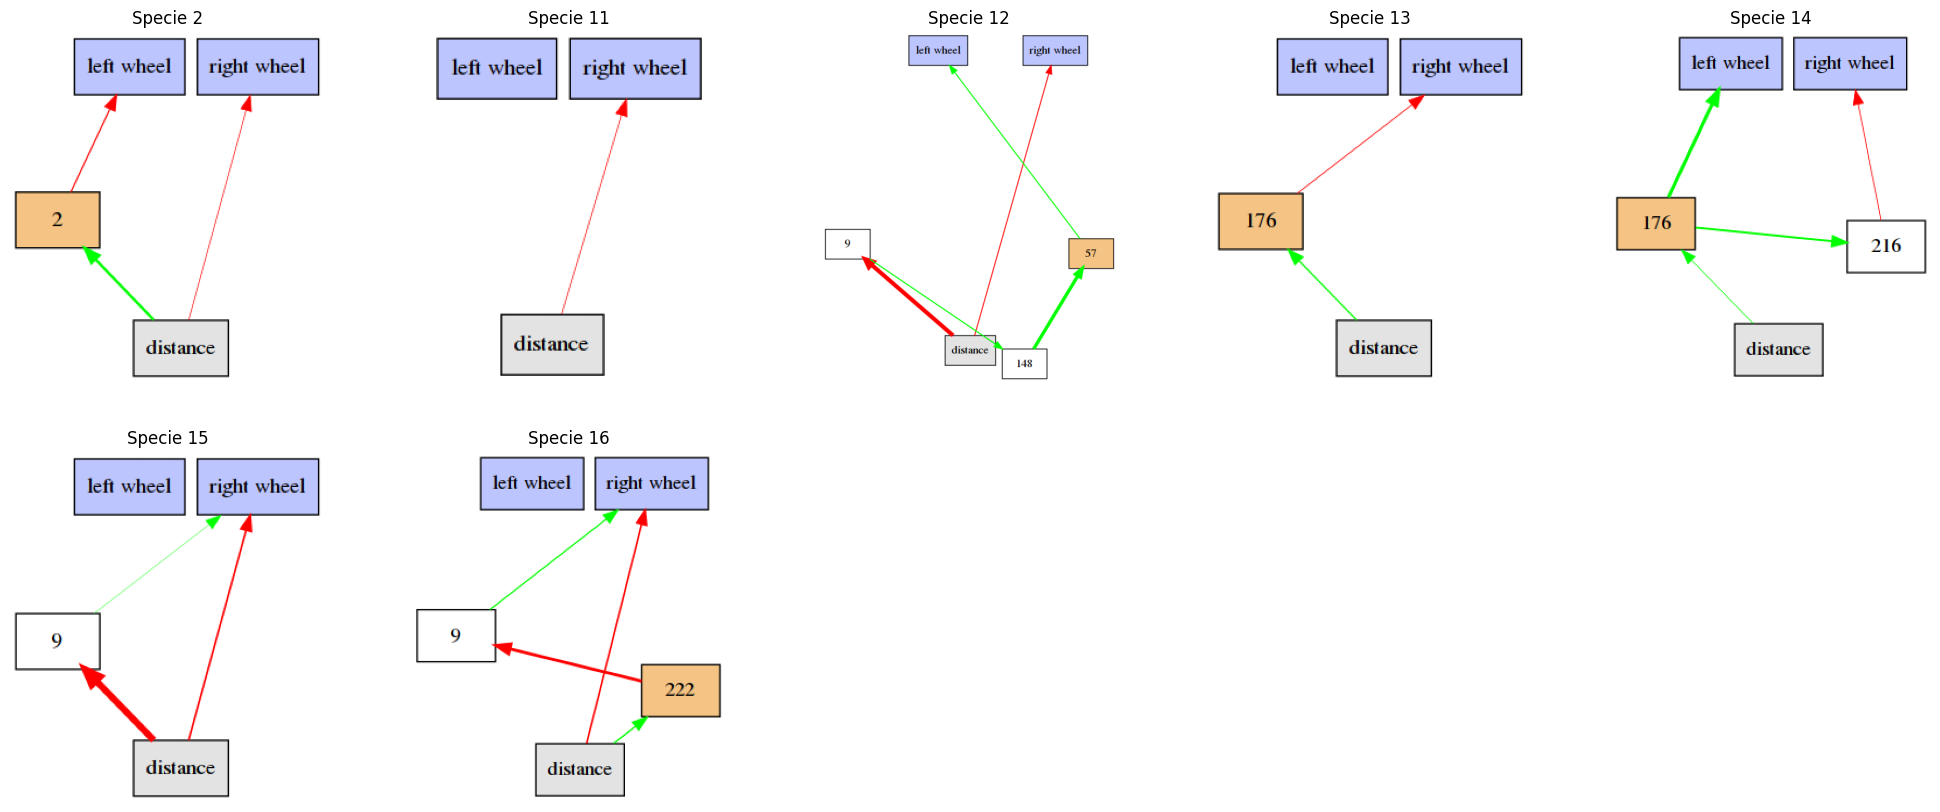 Specie 2
left wheel right wheel
2
distance
Specie 11
left wheel right wheel
distance
Specie 12
left wheel right wheel
9
57
distance
148
Specie 13
left wheel right wheel
176
distance
Specie 14
left wheel right wheel
176
216
distance
Specie 15
left wheel right wheel
9
distance
Specie 16
left wheel right wheel
9
222
distance